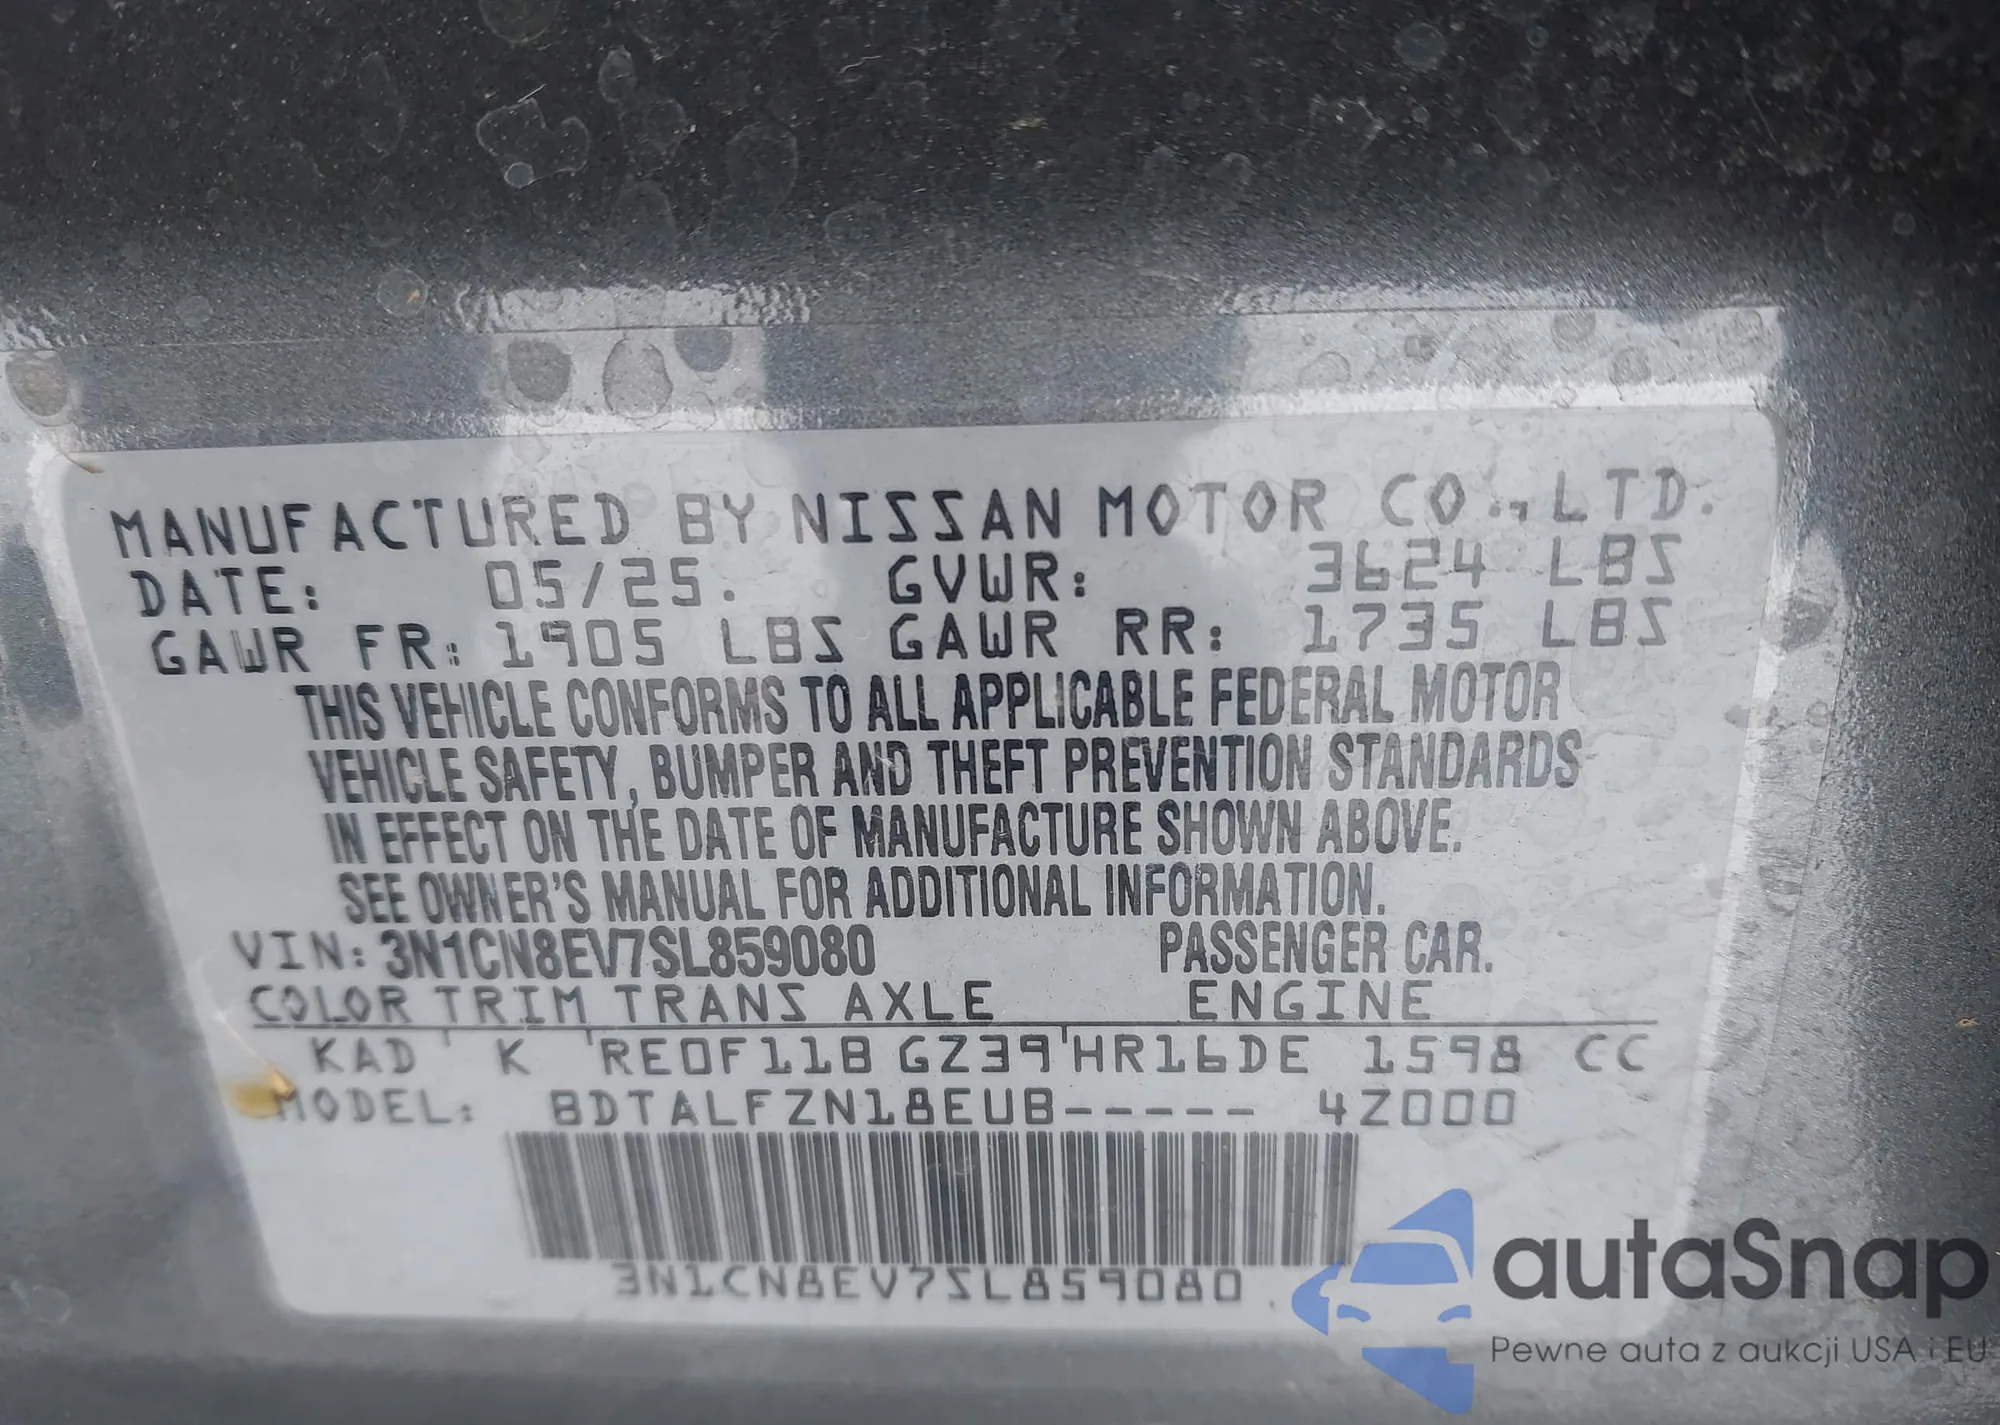 MANUFACTURED BY NISSAN MOTOR CO., LTD.
DATE: 05/25. GVWR: 3624 LBS
GAWR FR: 1905 LBS GAWR RR: 1735 LBS
THIS VEHICLE CONFORMS TO ALL APPLICABLE FEDERAL MOTOR
VEHICLE SAFETY, BUMPER AND THEFT PREVENTION STANDARDS
IN EFFECT ON THE DATE OF MANUFACTURE SHOWN ABOVE.
SEE OWNER'S MANUAL FOR ADDITIONAL INFORMATION.
VIN: 3N1CN8EV7SL859080 PASSENGER CAR.
COLOR TRIM TRANS AXLE ENGINE
KAD K RE0F11B GZ39 HR16DE 1598 CC
MODEL: BDTALFZN18EUB----- 4Z000
3N1CN8EV7SL859080
autaSnap
Pewne auta z aukcji USA i EU